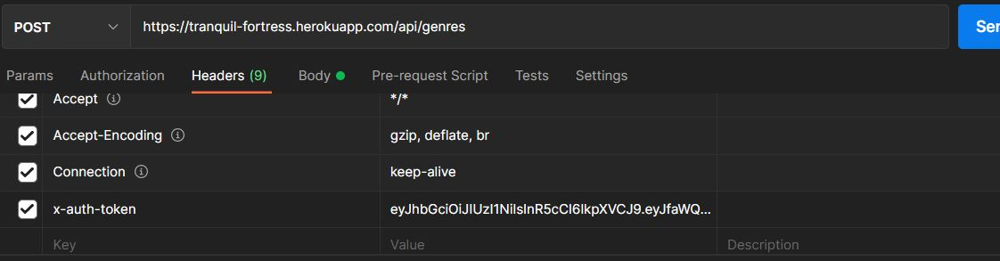 POST https://tranquil-fortress.herokuapp.com/api/genres Sen
Params Authorization Headers (9) Body Pre-request Script Tests Settings
Accept */*
Accept-Encoding gzip, deflate, br
Connection keep-alive
x-auth-token eyJhbGciOiJIUzI1NiIsInR5cCI6IkpXVCJ9.eyJfaWQ...
Key Value Description